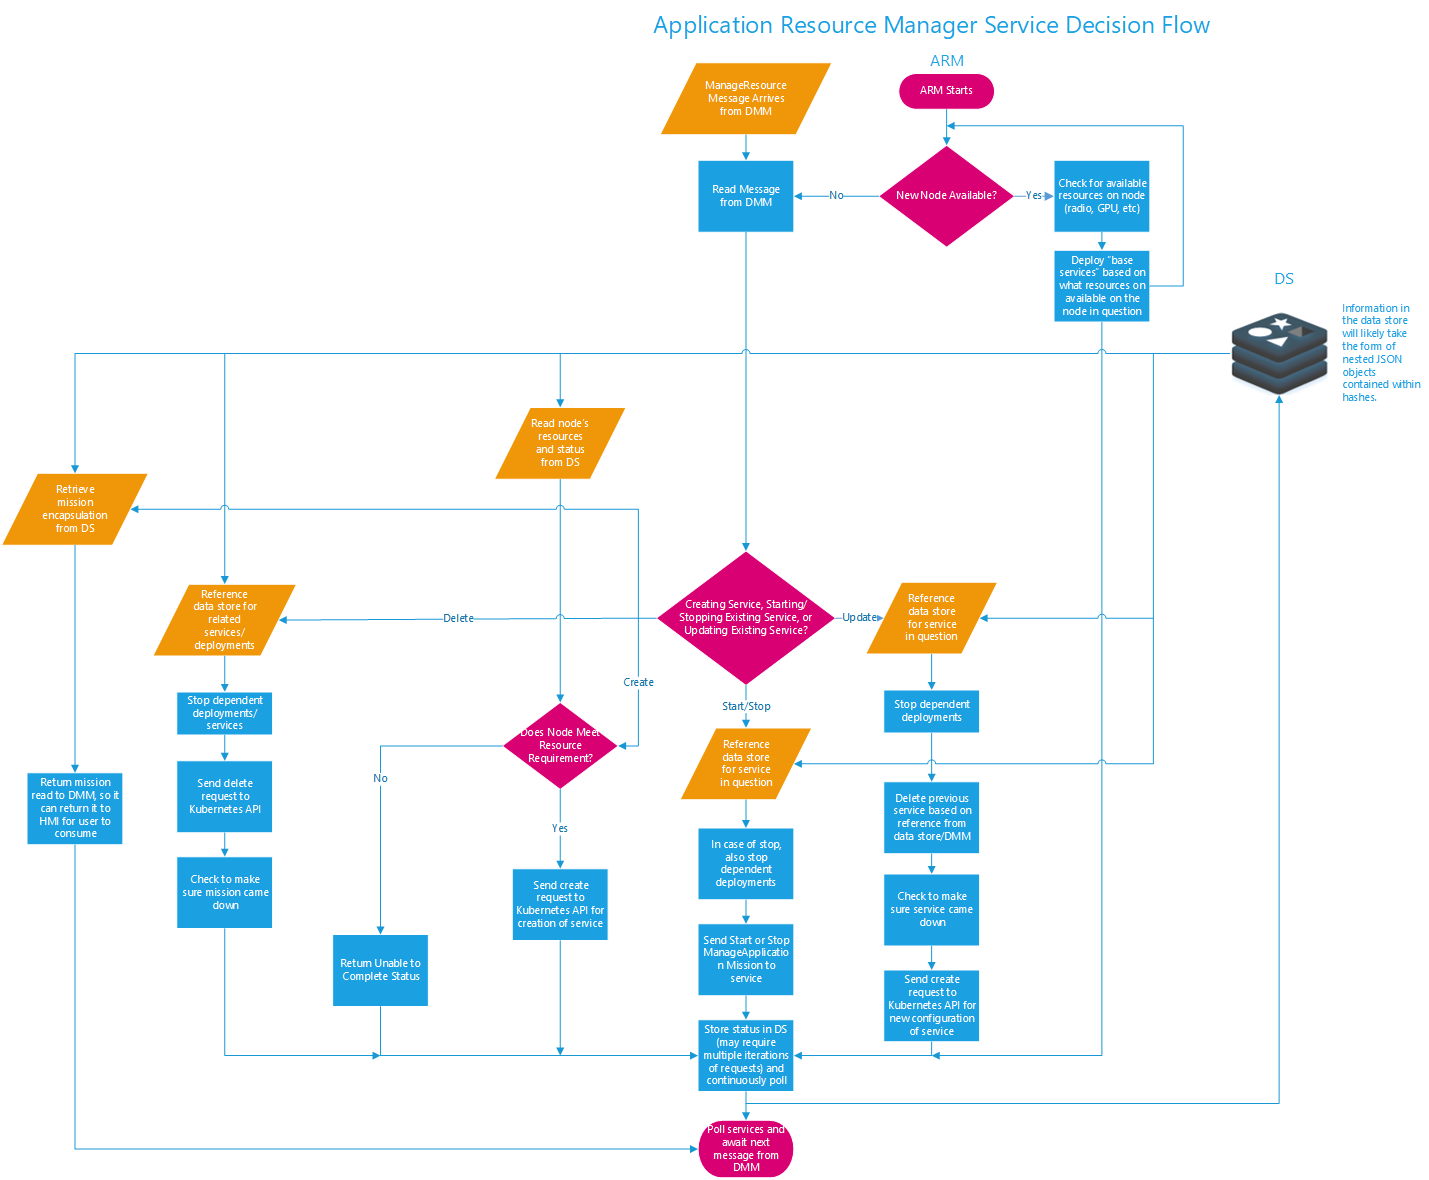 Application Resource Manager Service Decision Flow
ARM
ManageResource
Message Arrives
from DMM
ARM Starts
Read Message
from DMM
No
New Node Available?
Yes
Check for available
resources on node
(radio, GPU, etc)
Deploy "base
services" based on
what resources on
available on the
node in question
DS
Information in
the data store
will likely take
the form of
nested JSON
objects
contained within
hashes.
Read node's
resources
and status
from DS
Retrieve
mission
encapsulation
from DS
Reference
data store for
related
services/
deployments
Delete
Creating Service, Starting/
Stopping Existing Service, or
Updating Existing Service?
Update
Reference
data store
for service
in question
Create
Start/Stop
Stop dependent
deployments/
services
Stop dependent
deployments
Does Node Meet
Resource
Requirement?
Reference
data store
for service
in question
No
Return mission
read to DMM, so it
can return it to
HMI for user to
consume
Send delete
request to
Kubernetes API
Delete previous
service based on
reference from
data store/DMM
Yes
In case of stop,
also stop
dependent
deployments
Check to make
sure mission came
down
Send create
request to
Kubernetes API for
creation of service
Check to make
sure service came
down
Return Unable to
Complete Status
Send Start or Stop
ManageApplicatio
n Mission to
service
Send create
request to
Kubernetes API for
new configuration
of service
Store status in DS
(may require
multiple iterations
of requests) and
continuously poll
Poll services and
await next
message from
DMM